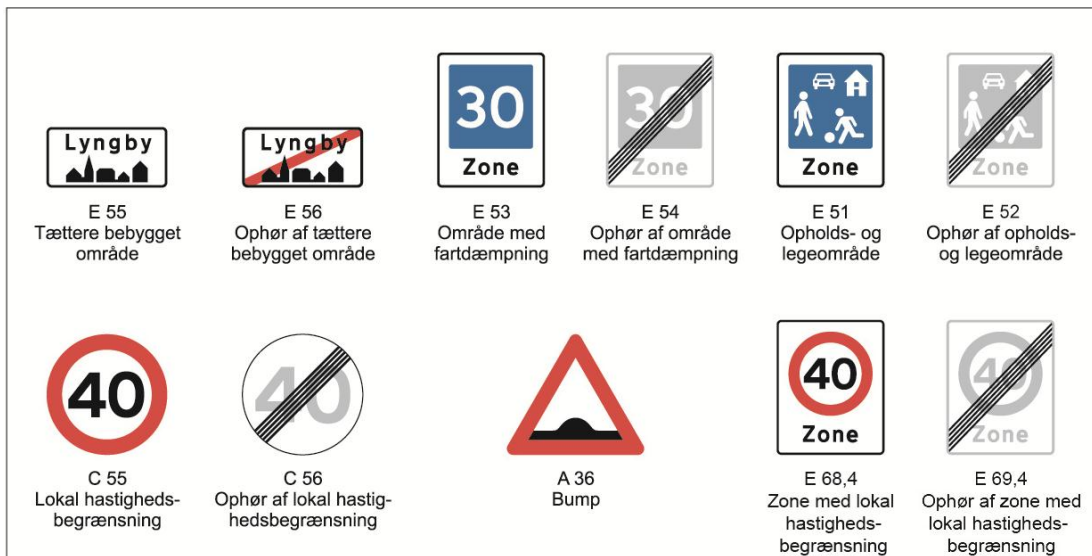 Lyngby
E 55
Tættere bebygget
område
Lyngby
E 56
Ophør af tættere
bebygget område
30
Zone
E 53
Område med
fartdæmpning
30
Zone
E 54
Ophør af område
med fartdæmpning
Zone
E 51
Opholds- og
legeområde
Zone
E 52
Ophør af opholds-
og legeområde
40
C 55
Lokal hastigheds-
begrænsning
40
C 56
Ophør af lokal hastig-
hedsbegrænsning
A 36
Bump
40
Zone
E 68,4
Zone med lokal
hastigheds-
begrænsning
40
Zone
E 69,4
Ophør af zone med
lokal hastigheds-
begrænsning